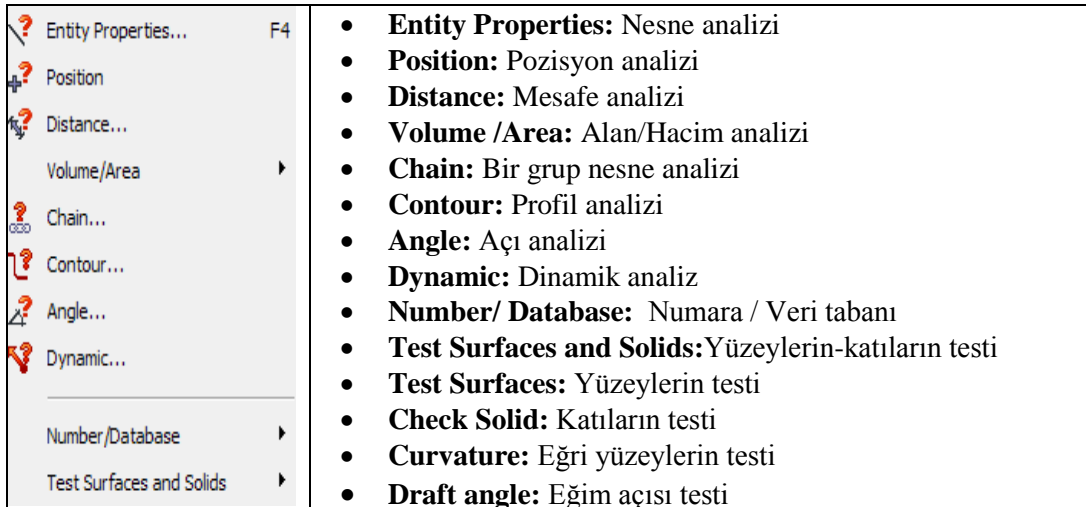 Entity Properties... F4
Position
Distance...
Volume/Area
Chain...
Contour...
Angle...
Dynamic...
Number/Database
Test Surfaces and Solids
• Entity Properties: Nesne analizi
• Position: Pozisyon analizi
• Distance: Mesafe analizi
• Volume /Area: Alan/Hacim analizi
• Chain: Bir grup nesne analizi
• Contour: Profil analizi
• Angle: Açı analizi
• Dynamic: Dinamik analiz
• Number/ Database: Numara / Veri tabanı
• Test Surfaces and Solids:Yüzeylerin-katıların testi
• Test Surfaces: Yüzeylerin testi
• Check Solid: Katıların testi
• Curvature: Eğri yüzeylerin testi
• Draft angle: Eğim açısı testi